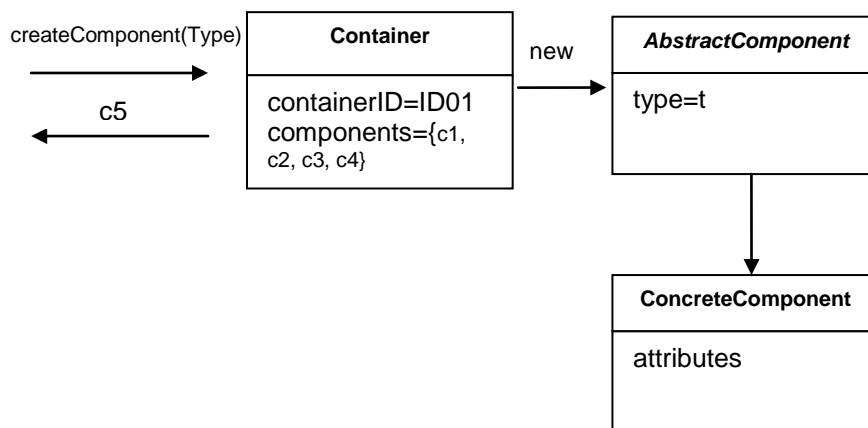 createComponent(Type)
c5
Container
containerID=ID01
components={c1,
c2, c3, c4}
new
AbstractComponent
type=t
ConcreteComponent
attributes